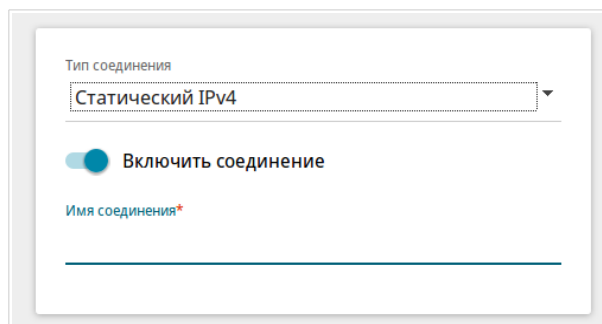 Тип соединения
Статический IPv4
Включить соединение
Имя соединения*